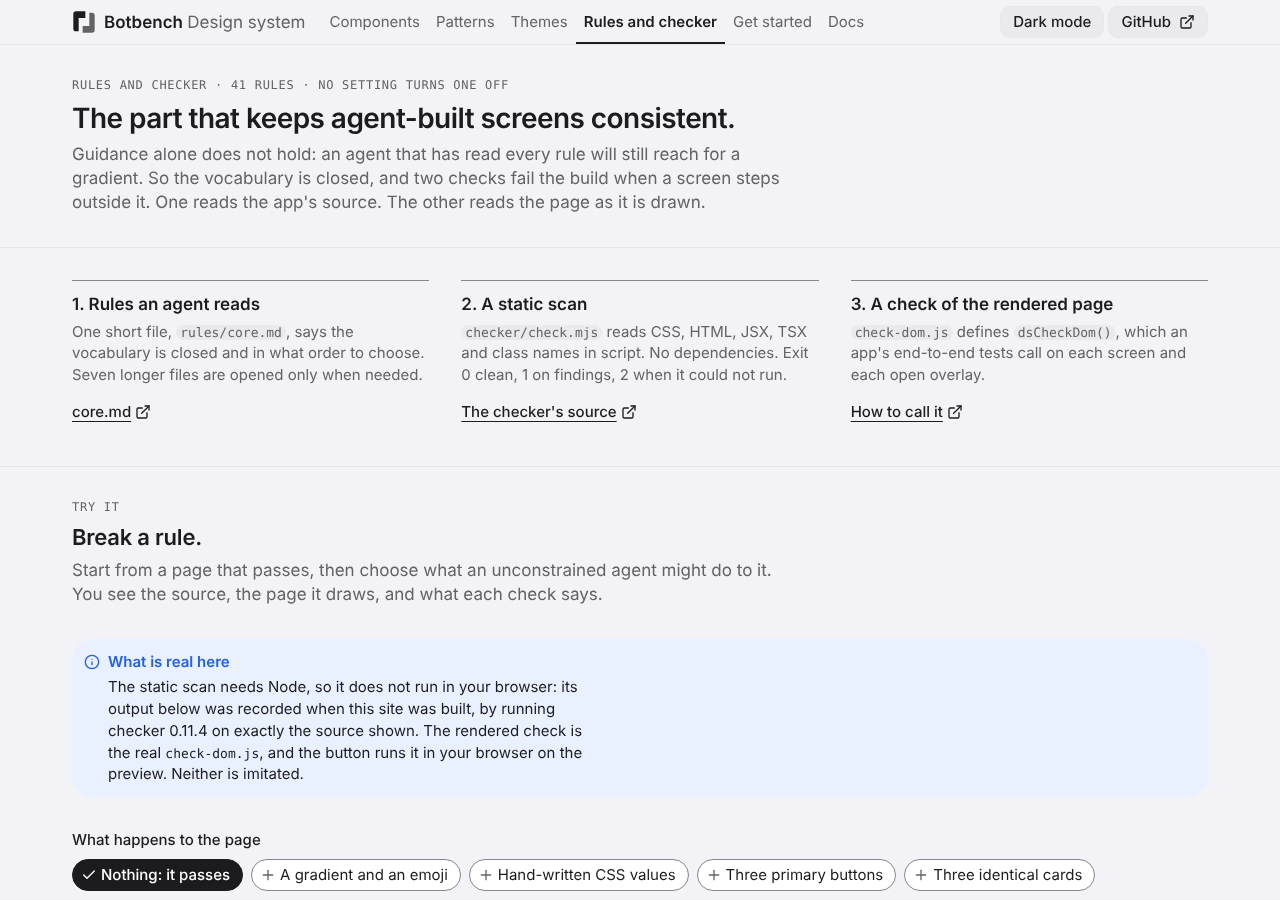 Botbench Design system Components Patterns Themes Rules and checker Get started Docs Dark mode GitHub
RULES AND CHECKER · 41 RULES · NO SETTING TURNS ONE OFF
The part that keeps agent-built screens consistent.
Guidance alone does not hold: an agent that has read every rule will still reach for a
gradient. So the vocabulary is closed, and two checks fail the build when a screen steps
outside it. One reads the app's source. The other reads the page as it is drawn.
1. Rules an agent reads
One short file, rules/core.md, says the
vocabulary is closed and in what order to choose.
Seven longer files are opened only when needed.
core.md
2. A static scan
checker/check.mjs reads CSS, HTML, JSX, TSX
and class names in script. No dependencies. Exit
0 clean, 1 on findings, 2 when it could not run.
The checker's source
3. A check of the rendered page
check-dom.js defines dsCheckDom(), which an
app's end-to-end tests call on each screen and
each open overlay.
How to call it
TRY IT
Break a rule.
Start from a page that passes, then choose what an unconstrained agent might do to it.
You see the source, the page it draws, and what each check says.
What is real here
The static scan needs Node, so it does not run in your browser: its
output below was recorded when this site was built, by running
checker 0.11.4 on exactly the source shown. The rendered check is
the real check-dom.js, and the button runs it in your browser on the
preview. Neither is imitated.
What happens to the page
Nothing: it passes A gradient and an emoji Hand-written CSS values Three primary buttons Three identical cards